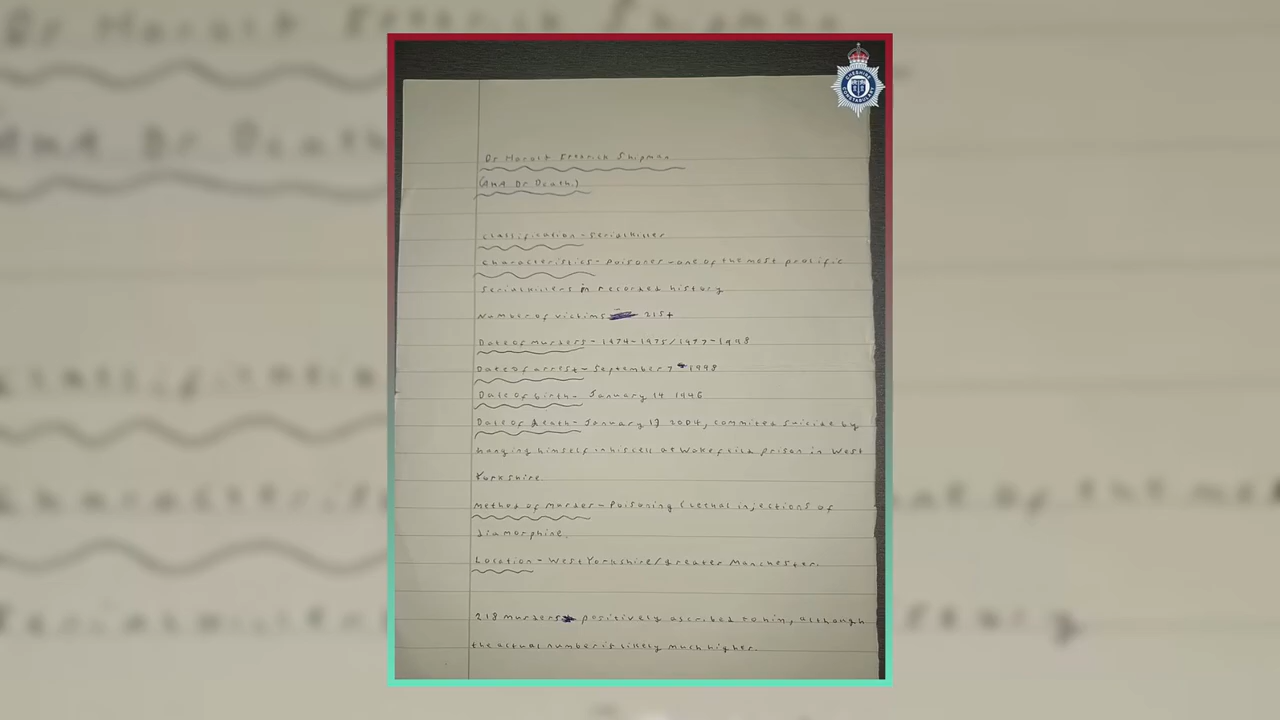 CHESHIRE
CONSTABULARY
Dr Harold Frederick Shipman
(AKA Dr Death)
Classification - Serial killer
Characteristics - Poisoner - one of the most prolific
serial killers in recorded history
Number of victims 215+
Date of murders - 1974-1975/1977-1998
Date of arrest - September 7 1998
Date of birth - January 14 1946
Date of death - January 13 2004, committed suicide by
hanging himself in his cell at Wakefield prison in West
Yorkshire.
Method of murder - Poisoning (lethal injections of
diamorphine.
Location - West Yorkshire/Greater Manchester.
218 murders positively ascribed to him, although
the actual number is likely much higher.